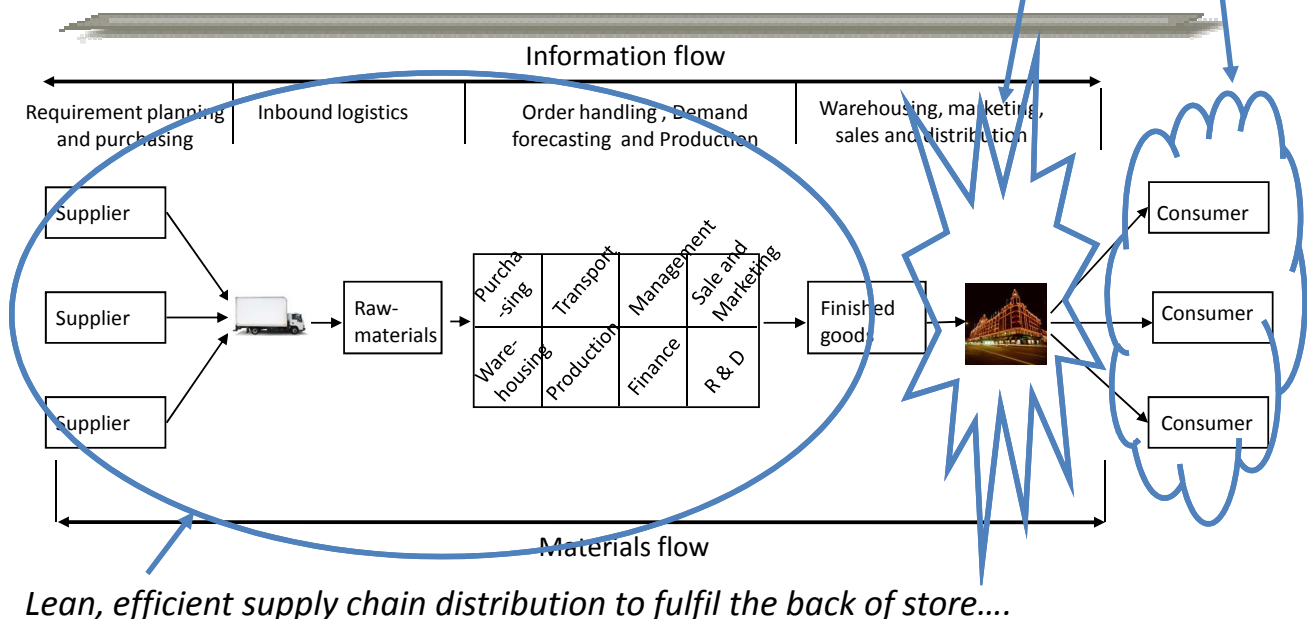 Information flow
Requirement planning
and purchasing
Inbound logistics
Order handling , Demand
forecasting and Production
Warehousing, marketing,
sales and distribution
Supplier
Supplier
Supplier
Raw-
materials
Purcha
-sing
Transport
Management
Sale and
Marketing
Ware-
housing
Production
Finance
R & D
Finished
goods
Consumer
Consumer
Consumer
Materials flow
Lean, efficient supply chain distribution to fulfil the back of store....